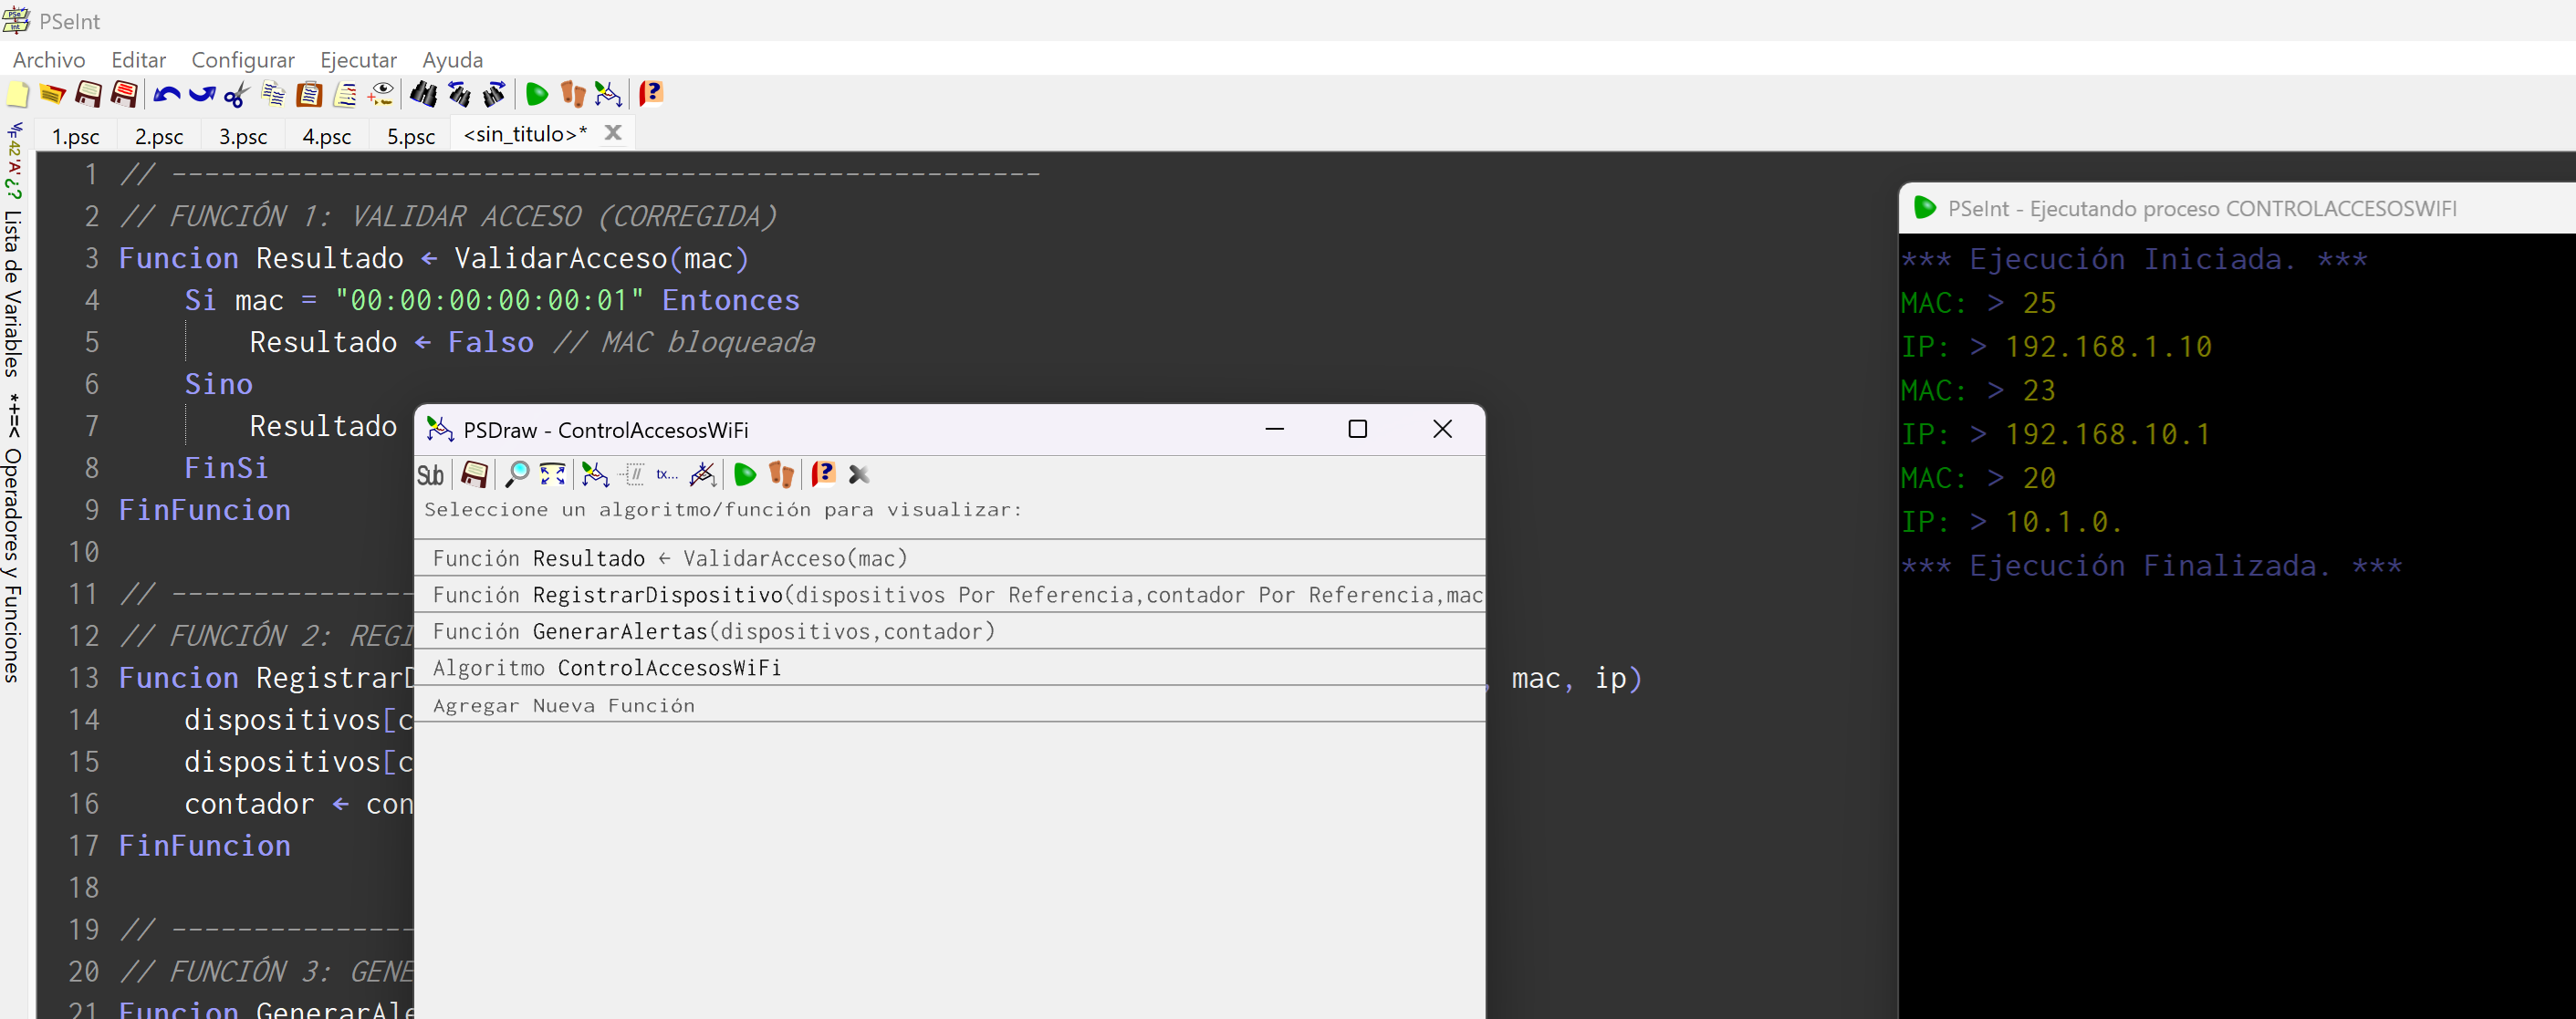 PSeInt
Archivo Editar Configurar Ejecutar Ayuda
1.psc 2.psc 3.psc 4.psc 5.psc <sin_titulo>*
Lista de Variables
*+=< Operadores y Funciones
1 // -----------------------------------------------------
2 // FUNCIÓN 1: VALIDAR ACCESO (CORREGIDA)
3 Funcion Resultado ← ValidarAcceso(mac)
4 Si mac = "00:00:00:00:00:01" Entonces
5 Resultado ← Falso // MAC bloqueada
6 Sino
7 Resultado
8 FinSi
9 FinFuncion
10
11 // ---------------
12 // FUNCIÓN 2: REGI
13 Funcion RegistrarD , mac, ip)
14 dispositivos[c
15 dispositivos[c
16 contador ← con
17 FinFuncion
18
19 // ---------------
20 // FUNCIÓN 3: GENE
21 Funcion GenerarAle
PSDraw - ControlAccesosWiFi
Sub
tx...
Seleccione un algoritmo/función para visualizar:
Función Resultado ← ValidarAcceso(mac)
Función RegistrarDispositivo(dispositivos Por Referencia,contador Por Referencia,mac
Función GenerarAlertas(dispositivos,contador)
Algoritmo ControlAccesosWiFi
Agregar Nueva Función
PSeInt - Ejecutando proceso CONTROLACCESOSWIFI
*** Ejecución Iniciada. ***
MAC: > 25
IP: > 192.168.1.10
MAC: > 23
IP: > 192.168.10.1
MAC: > 20
IP: > 10.1.0.
*** Ejecución Finalizada. ***